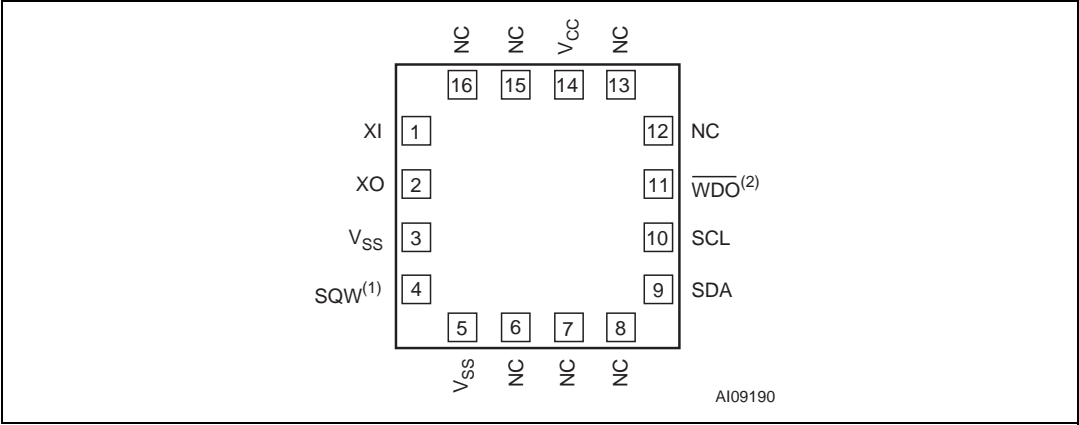 NC NC VCC NC
16 15 14 13
XI 1 12 NC
XO 2 11 WDO(2)
VSS 3 10 SCL
SQW(1) 4 9 SDA
5 6 7 8
VSS NC NC NC
AI09190